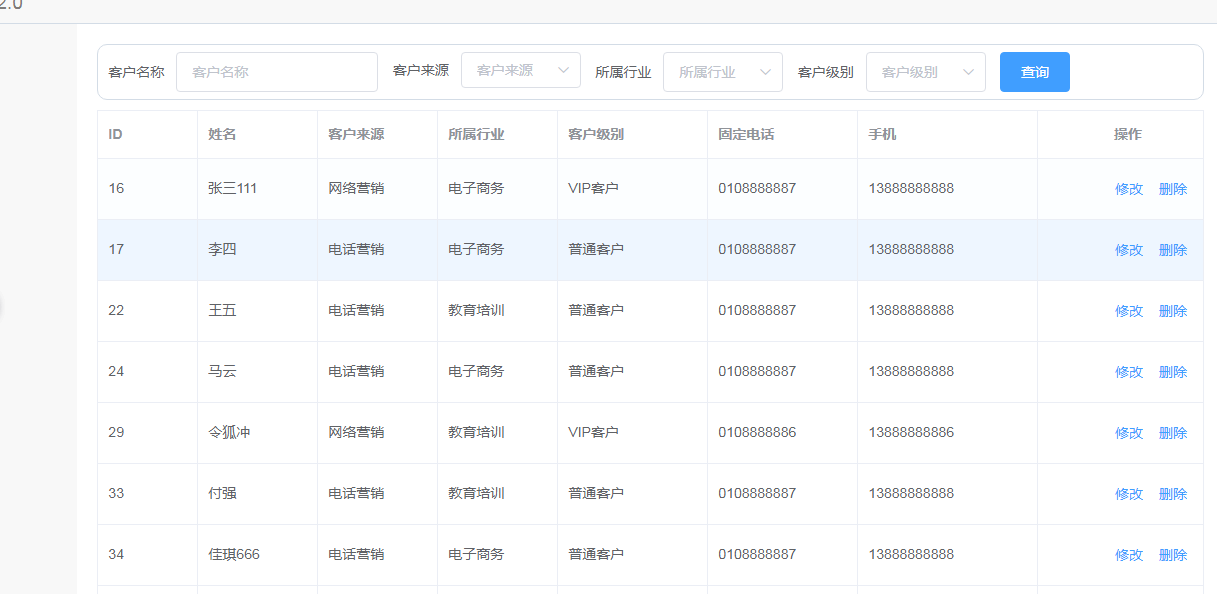 2.0
客户名称 客户名称 客户来源 客户来源 所属行业 所属行业 客户级别 客户级别 查询
ID 姓名 客户来源 所属行业 客户级别 固定电话 手机 操作
16 张三111 网络营销 电子商务 VIP客户 0108888887 13888888888 修改 删除
17 李四 电话营销 电子商务 普通客户 0108888887 13888888888 修改 删除
22 王五 电话营销 教育培训 普通客户 0108888887 13888888888 修改 删除
24 马云 电话营销 电子商务 普通客户 0108888887 13888888888 修改 删除
29 令狐冲 网络营销 教育培训 VIP客户 0108888886 13888888886 修改 删除
33 付强 电话营销 教育培训 普通客户 0108888887 13888888888 修改 删除
34 佳琪666 电话营销 电子商务 普通客户 0108888887 13888888888 修改 删除